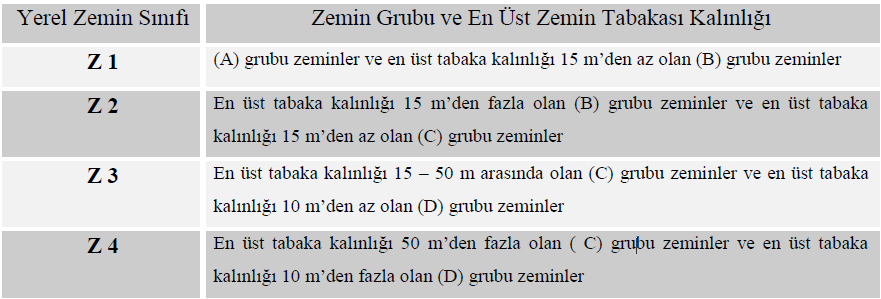 Yerel Zemin Sınıfı
Zemin Grubu ve En Üst Zemin Tabakası Kalınlığı
Z 1
(A) grubu zeminler ve en üst tabaka kalınlığı 15 m’den az olan (B) grubu zeminler
Z 2
En üst tabaka kalınlığı 15 m’den fazla olan (B) grubu zeminler ve en üst tabaka
kalınlığı 15 m’den az olan (C) grubu zeminler
Z 3
En üst tabaka kalınlığı 15 – 50 m arasında olan (C) grubu zeminler ve en üst tabaka
kalınlığı 10 m’den az olan (D) grubu zeminler
Z 4
En üst tabaka kalınlığı 50 m’den fazla olan ( C) grubu zeminler ve en üst tabaka
kalınlığı 10 m’den fazla olan (D) grubu zeminler